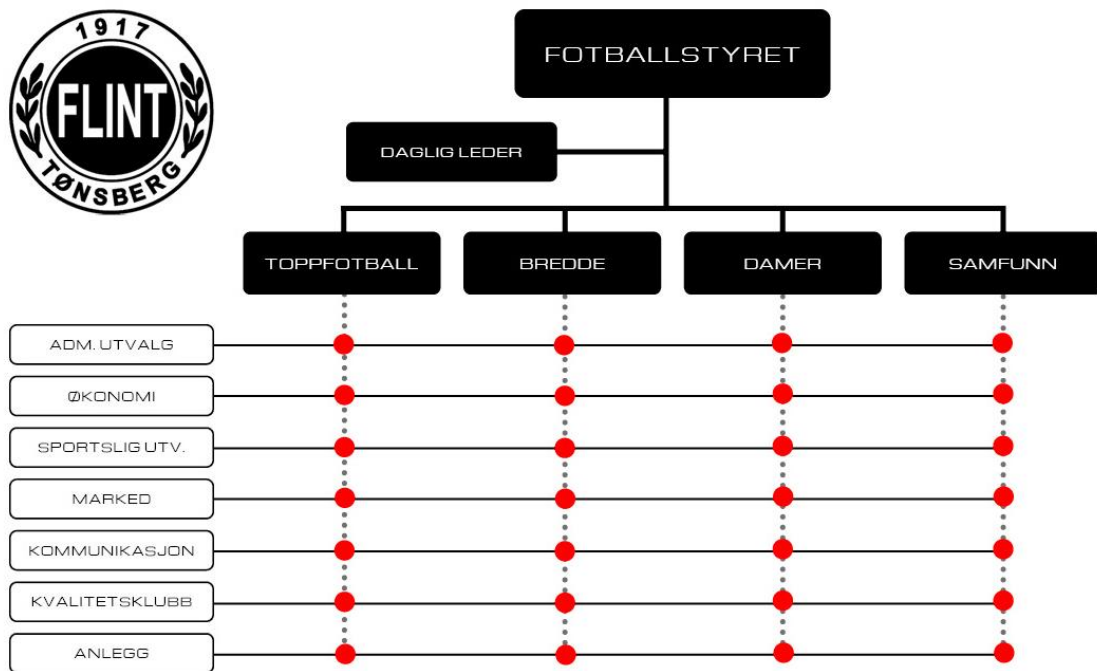 1917
FLINT
TØNSBERG
FOTBALLSTYRET
DAGLIG LEDER
TOPPFOTBALL
BREDDE
DAMER
SAMFUNN
ADM. UTVALG
ØKONOMI
SPORTSLIG UTV.
MARKED
KOMMUNIKASJON
KVALITETSKLUBB
ANLEGG